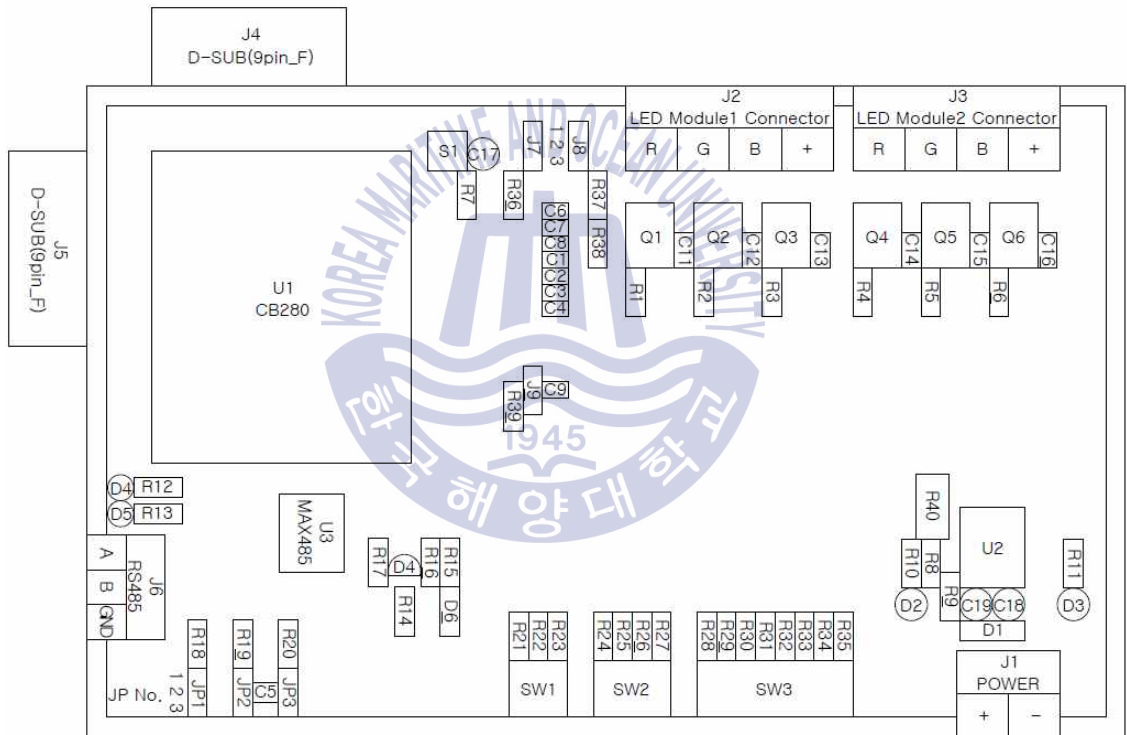 J4
D-SUB(9pin_F)
J2
LED Module1 Connector
R G B +
J3
LED Module2 Connector
R G B +
S1
C17
J7
1 2 3
J8
R7
R36
R37
R38
C6
C7
C8
C1
C2
C3
C4
J5
D-SUB(9pin_F)
U1
CB280
Q1
C11
Q2
C12
Q3
C13
Q4
C14
Q5
C15
Q6
C16
R1
R2
R3
R4
R5
R6
KOREA MARITIME AND OCEAN UNIVERSITY
R39
J9
C9
1945
한국해양대학교
D4
R12
D5
R13
U3
MAX485
R17
D4
R16
R15
R14
D6
R40
R10
R8
R9
U2
R11
D2
C19
C18
D3
D1
A
B
GND
J6
RS485
R18
R19
R20
JP No.
1 2 3
JP1
JP2
C5
JP3
R21
R22
R23
SW1
R24
R25
R26
R27
SW2
R28
R29
R30
R31
R32
R33
R34
R35
SW3
J1
POWER
+ -